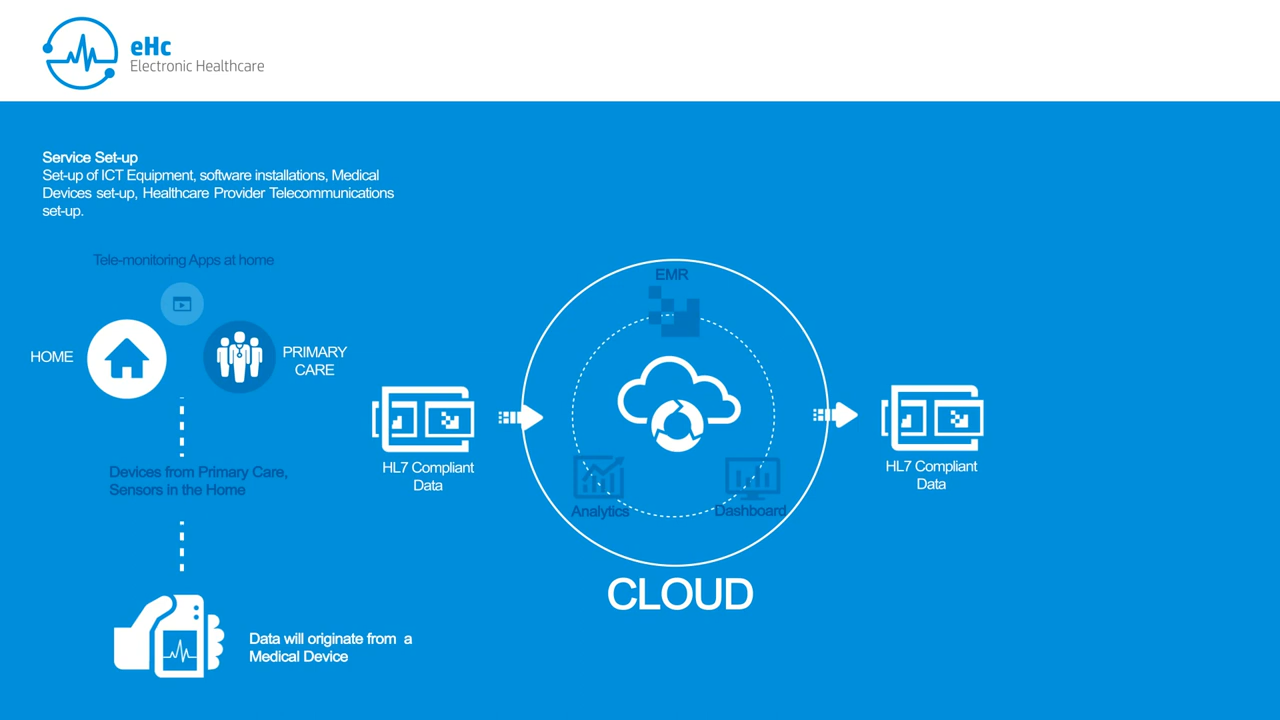 eHc
Electronic Healthcare
Service Set-up
Set-up of ICT Equipment, software installations, Medical
Devices set-up, Healthcare Provider Telecommunications
set-up.
Tele-monitoring Apps at home
HOME
PRIMARY
CARE
Devices from Primary Care,
Sensors in the Home
Data will originate from a
Medical Device
HL7 Compliant
Data
EMR
Analytics
Dashboard
CLOUD
HL7 Compliant
Data